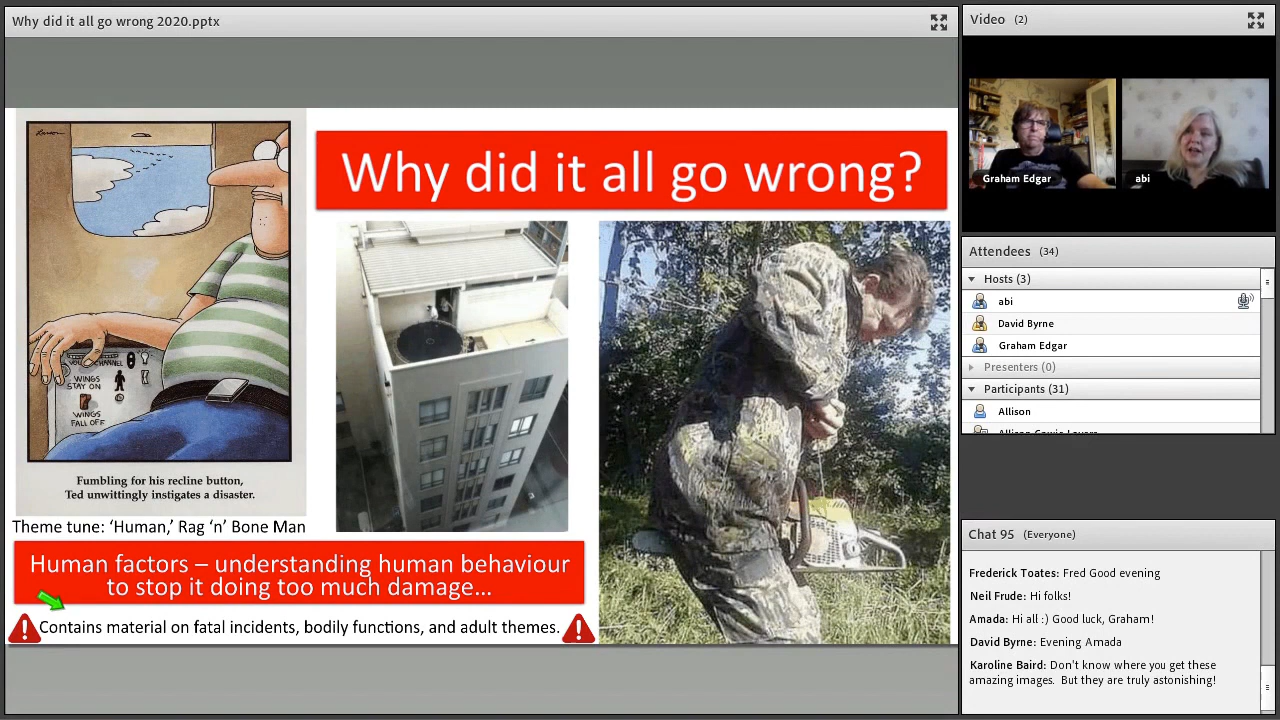 Why did it all go wrong 2020.pptx
Larson
CHANNEL
WINGS
STAY ON
WINGS
FALL OFF
Fumbling for his recline button,
Ted unwittingly instigates a disaster.
Theme tune: ‘Human,’ Rag ‘n’ Bone Man
Why did it all go wrong?
Human factors – understanding human behaviour
to stop it doing too much damage...
Contains material on fatal incidents, bodily functions, and adult themes.
Video (2)
Graham Edgar
abi
Attendees (34)
Hosts (3)
abi
David Byrne
Graham Edgar
Presenters (0)
Participants (31)
Allison
Chat 95 (Everyone)
Frederick Toates: Fred Good evening
Neil Frude: Hi folks!
Amada: Hi all :) Good luck, Graham!
David Byrne: Evening Amada
Karoline Baird: Don't know where you get these
amazing images. But they are truly astonishing!